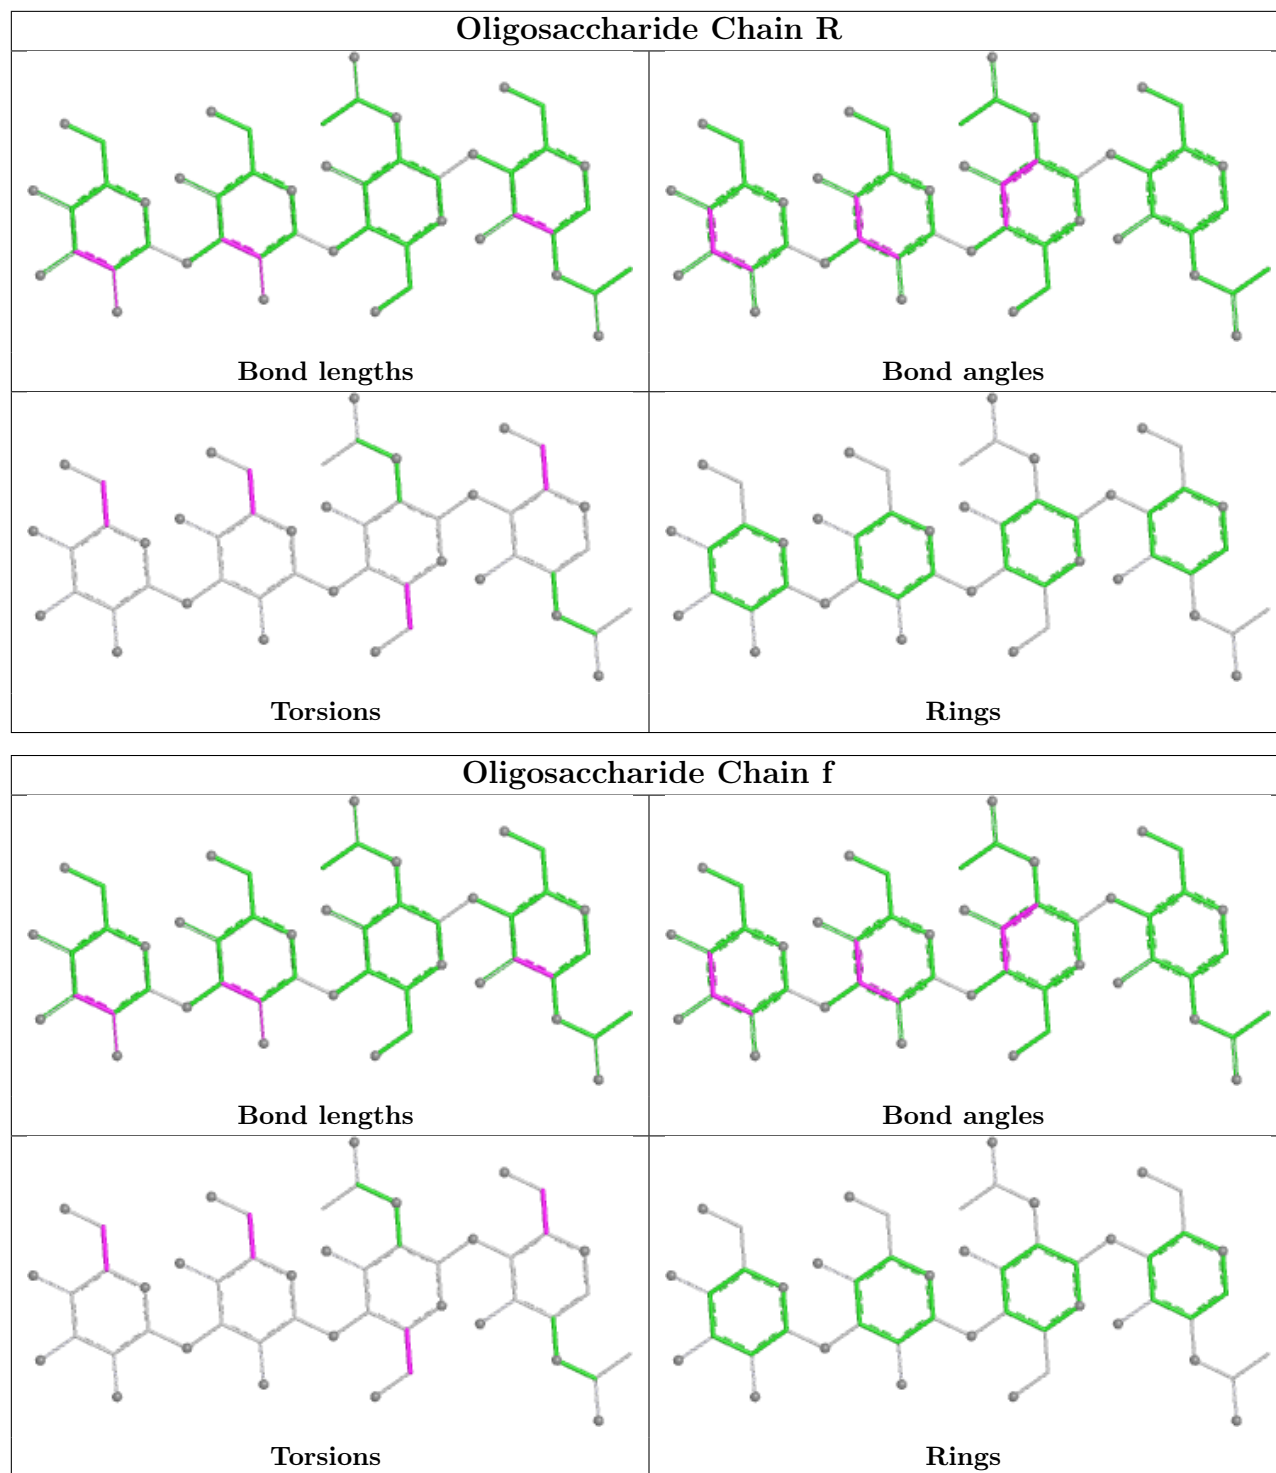 Oligosaccharide Chain R
Bond lengths
Bond angles
Torsions
Rings
Oligosaccharide Chain f
Bond lengths
Bond angles
Torsions
Rings